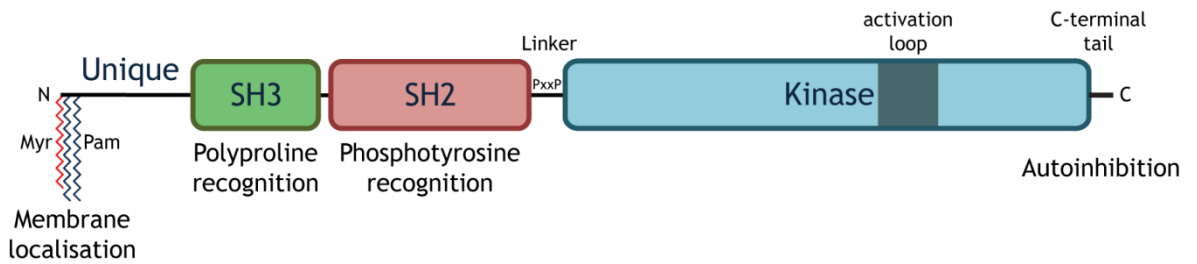 activation
loop
C-terminal
tail
Linker
Unique
N
SH3
SH2
PxxP
Kinase
C
Myr
Pam
Polyproline
recognition
Phosphotyrosine
recognition
Autoinhibition
Membrane
localisation